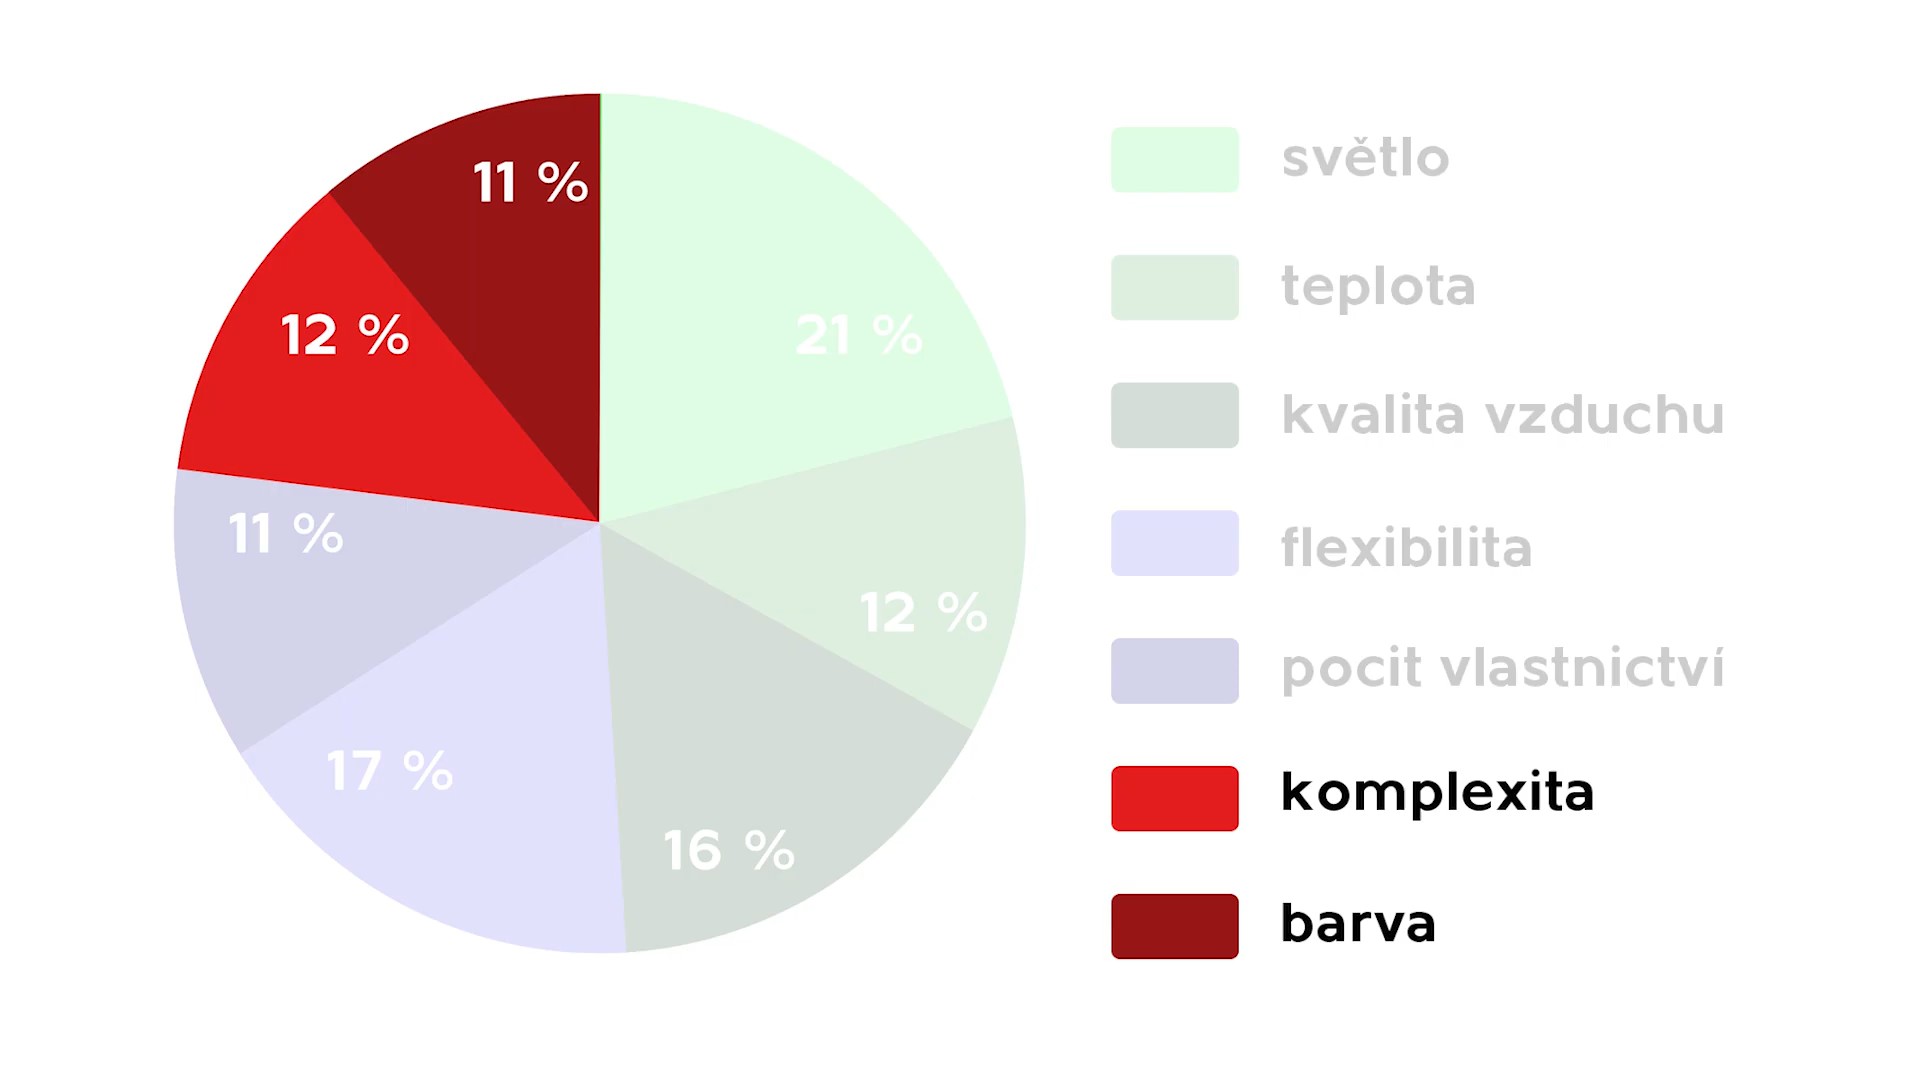 11 %
12 %
21 %
11 %
12 %
17 %
16 %
světlo
teplota
kvalita vzduchu
flexibilita
pocit vlastnictví
komplexita
barva